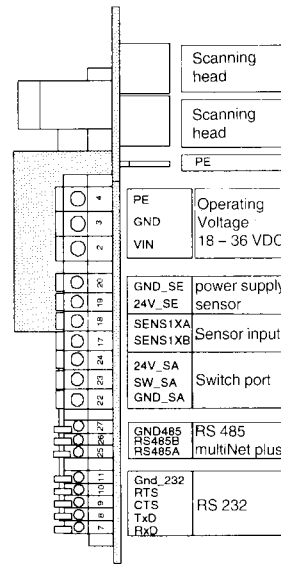 Scanning
head
Scanning
head
PE
4 PE
3 GND
2 VIN
Operating
Voltage
18 – 36 VDC
20 GND_SE
19 24V_SE
power supply
sensor
18 SENS1XA
17 SENS1XB
Sensor input
24 24V_SA
23 SW_SA
22 GND_SA
Switch port
27 GND485
26 RS485B
25 RS485A
RS 485
multiNet plus
11 Gnd_232
10 RTS
9 CTS
8 TxD
7 RxD
RS 232